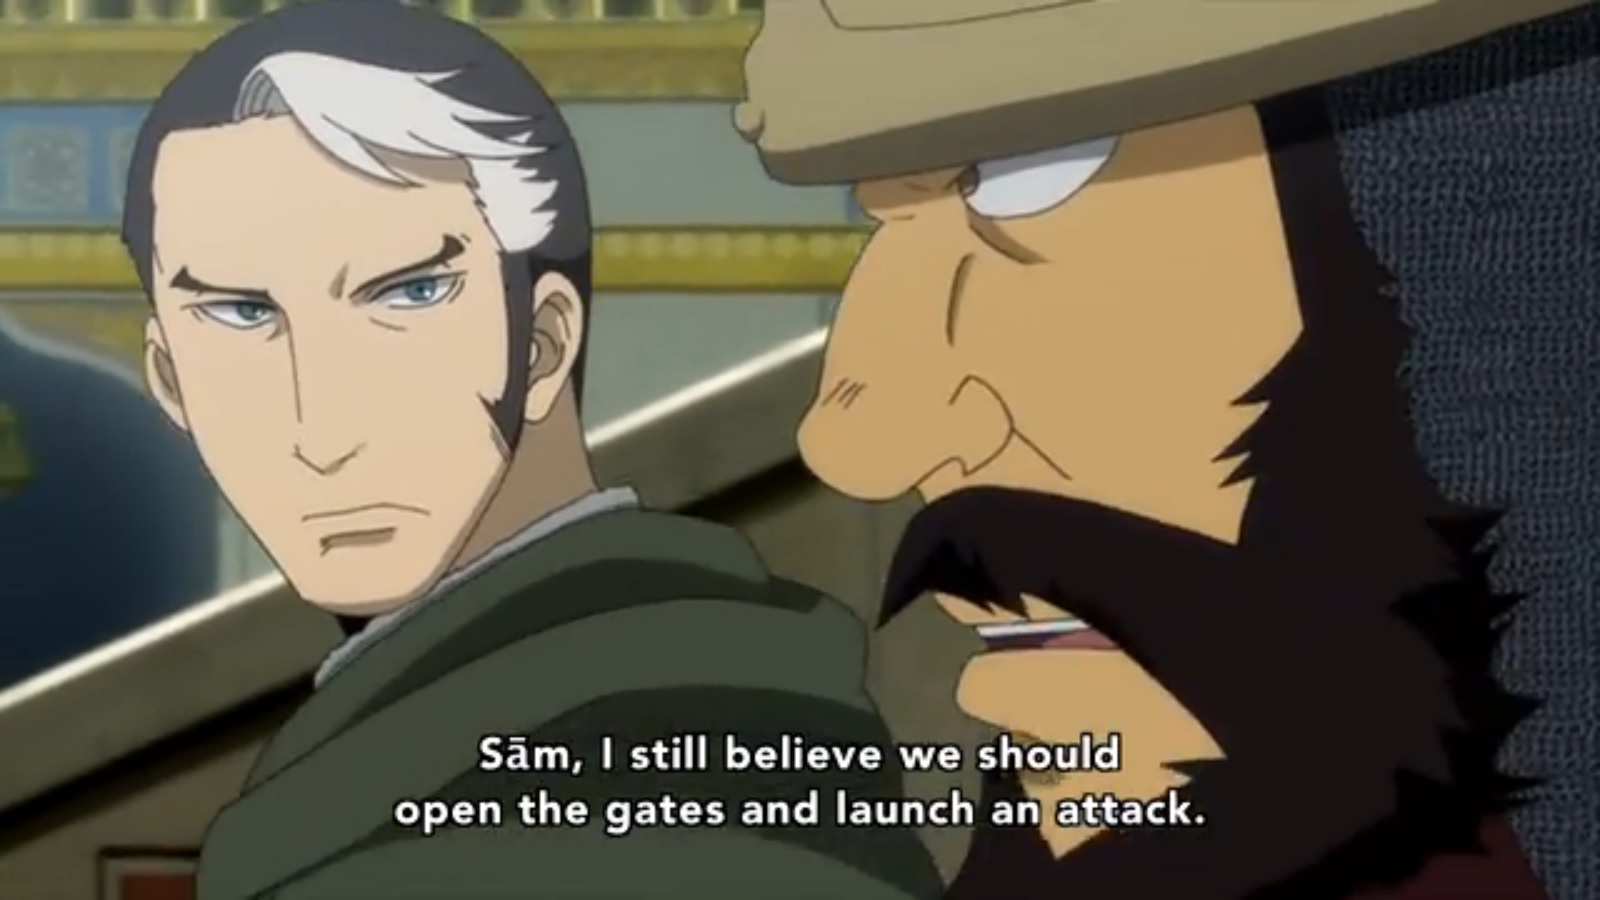 Sām, I still believe we should
open the gates and launch an attack.